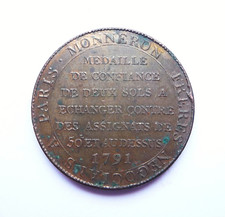 MONNERON FRERES NEGOCIANS A PARIS
MEDAILLE
DE CONFIANCE
DE DEUX SOLS A
ECHANGER CONTRE
DES ASSIGNATS DE
50 ET AU DESSUS
1791